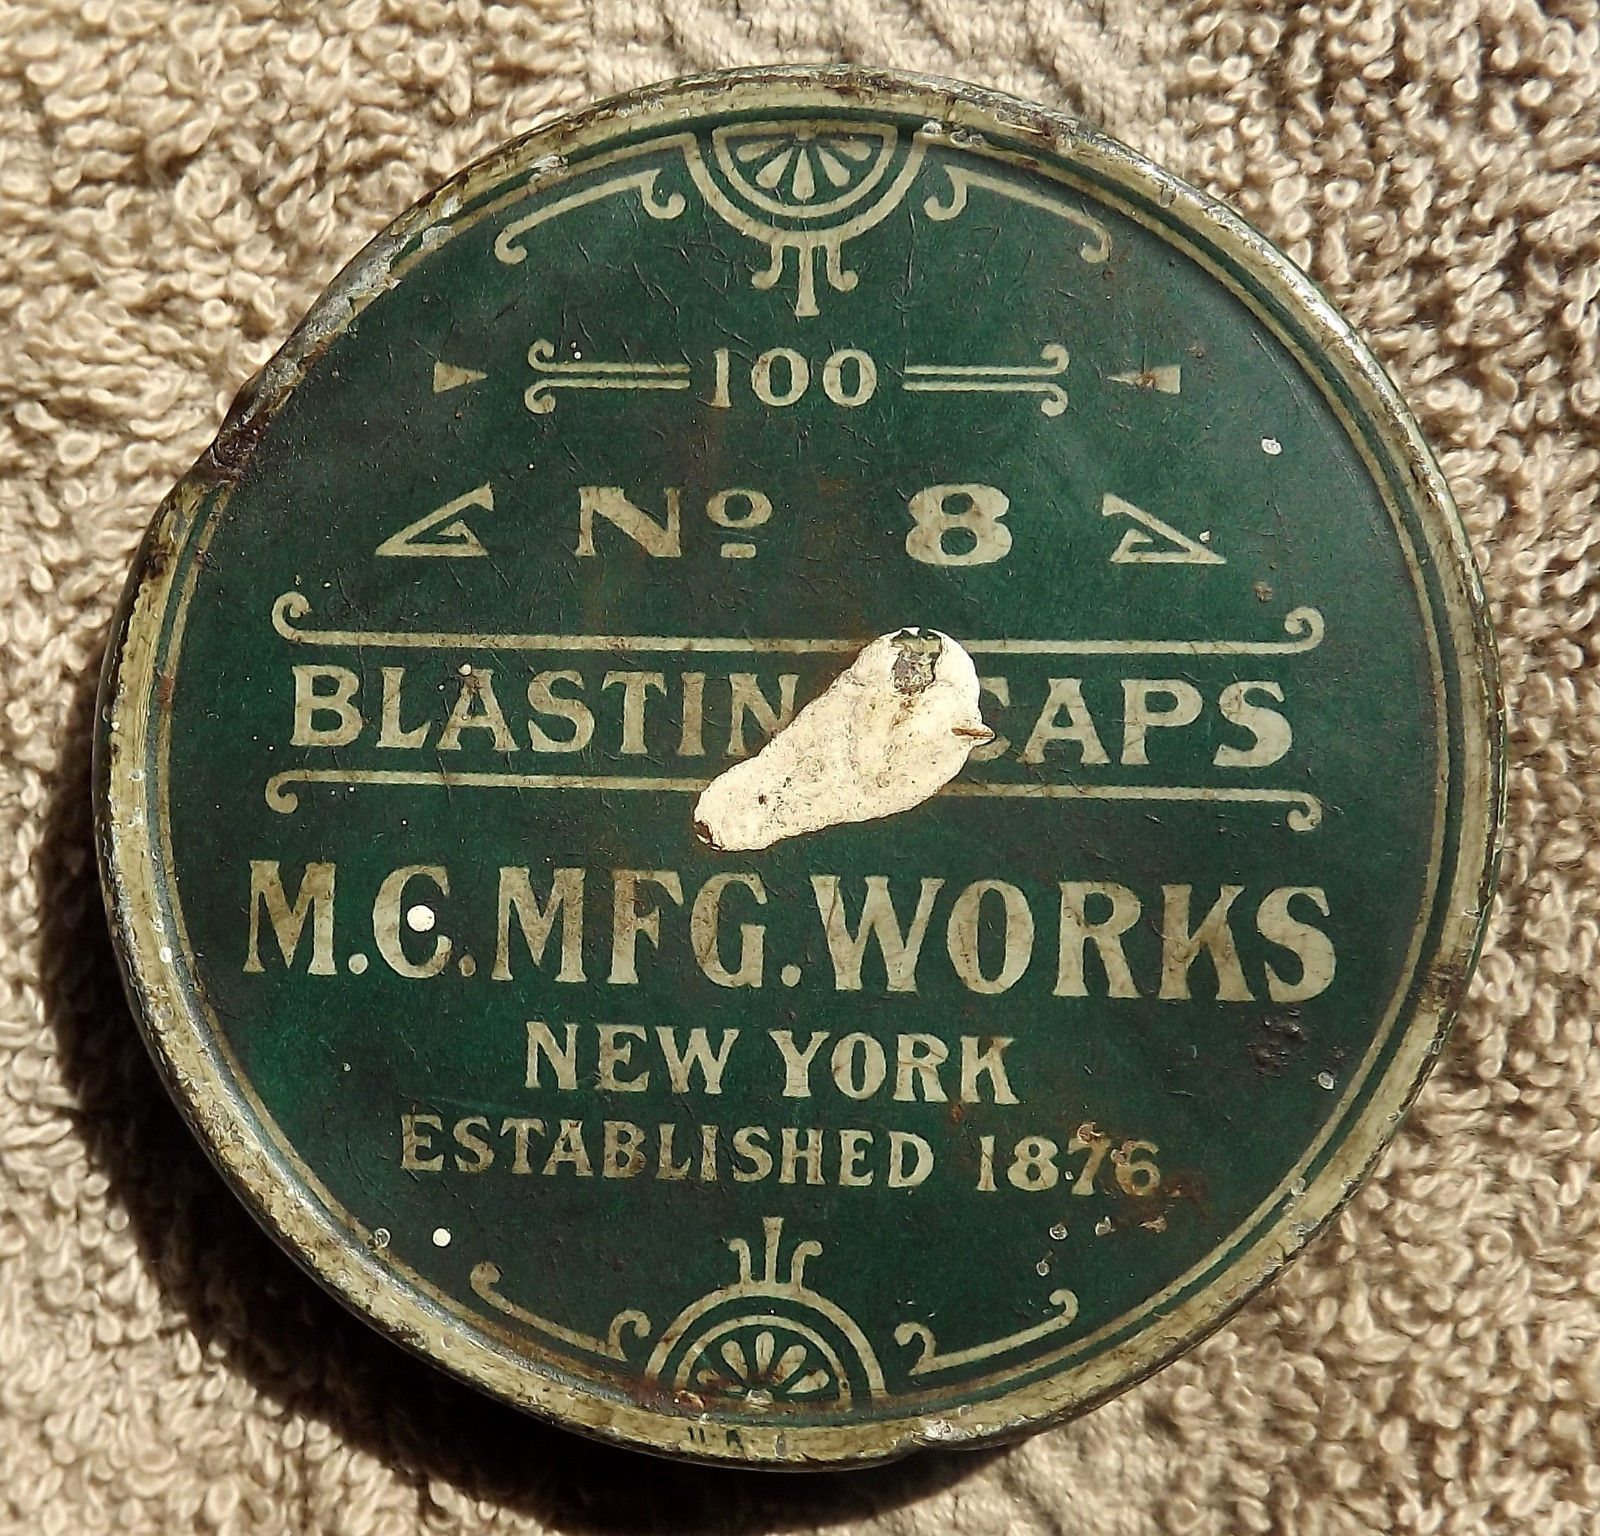 100
Nº 8
BLASTIN CAPS
M.C. MFG. WORKS
NEW YORK
ESTABLISHED 1876